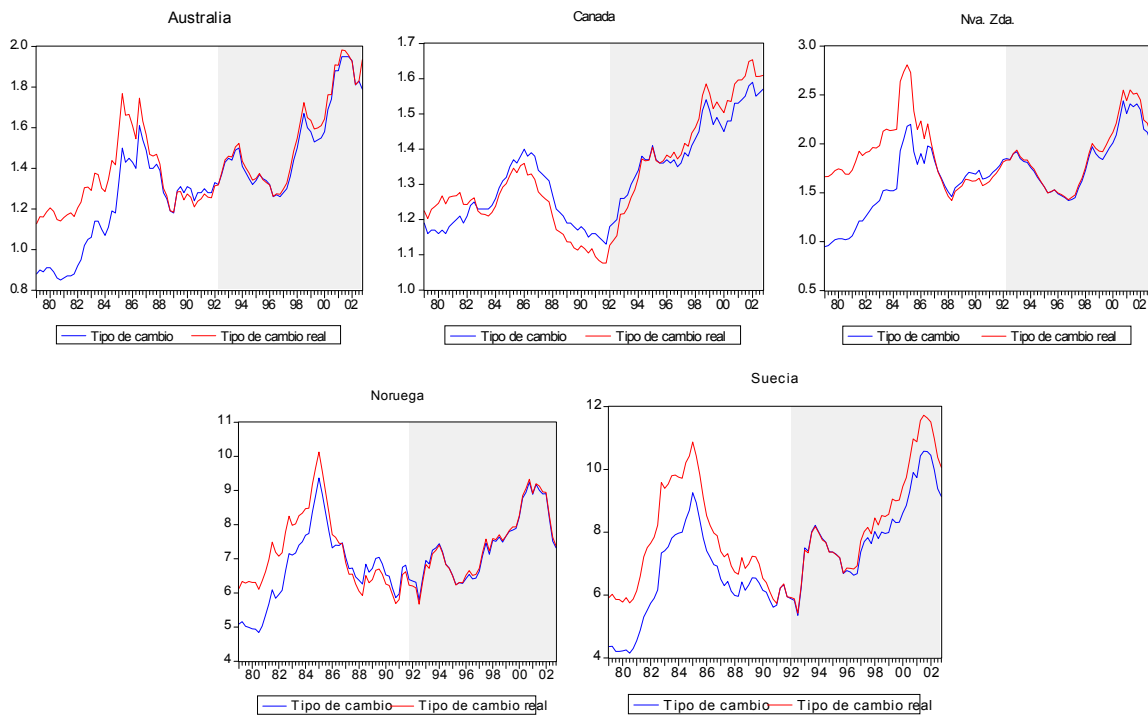 Australia
2.0
1.8
1.6
1.4
1.2
1.0
0.8
80 82 84 86 88 90 92 94 96 98 00 02
Tipo de cambio Tipo de cambio real
Canada
1.7
1.6
1.5
1.4
1.3
1.2
1.1
1.0
80 82 84 86 88 90 92 94 96 98 00 02
Tipo de cambio Tipo de cambio real
Nva. Zda.
3.0
2.5
2.0
1.5
1.0
0.5
80 82 84 86 88 90 92 94 96 98 00 02
Tipo de cambio Tipo de cambio real
Noruega
11
10
9
8
7
6
5
4
80 82 84 86 88 90 92 94 96 98 00 02
Tipo de cambio Tipo de cambio real
Suecia
12
10
8
6
4
80 82 84 86 88 90 92 94 96 98 00 02
Tipo de cambio Tipo de cambio real